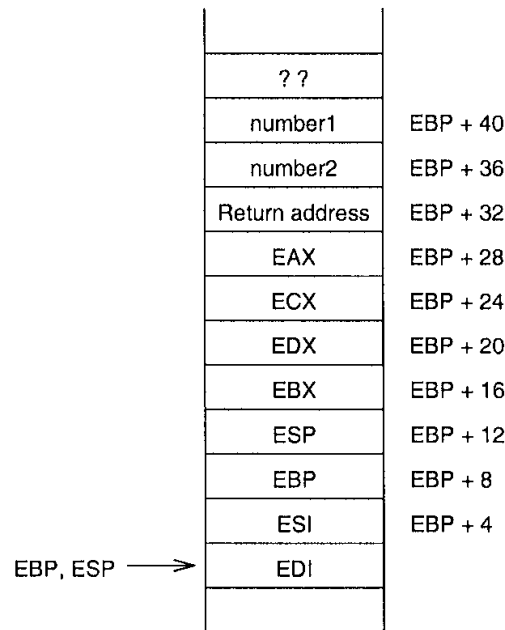 ? ?
number1 EBP + 40
number2 EBP + 36
Return address EBP + 32
EAX EBP + 28
ECX EBP + 24
EDX EBP + 20
EBX EBP + 16
ESP EBP + 12
EBP EBP + 8
ESI EBP + 4
EBP, ESP EDI